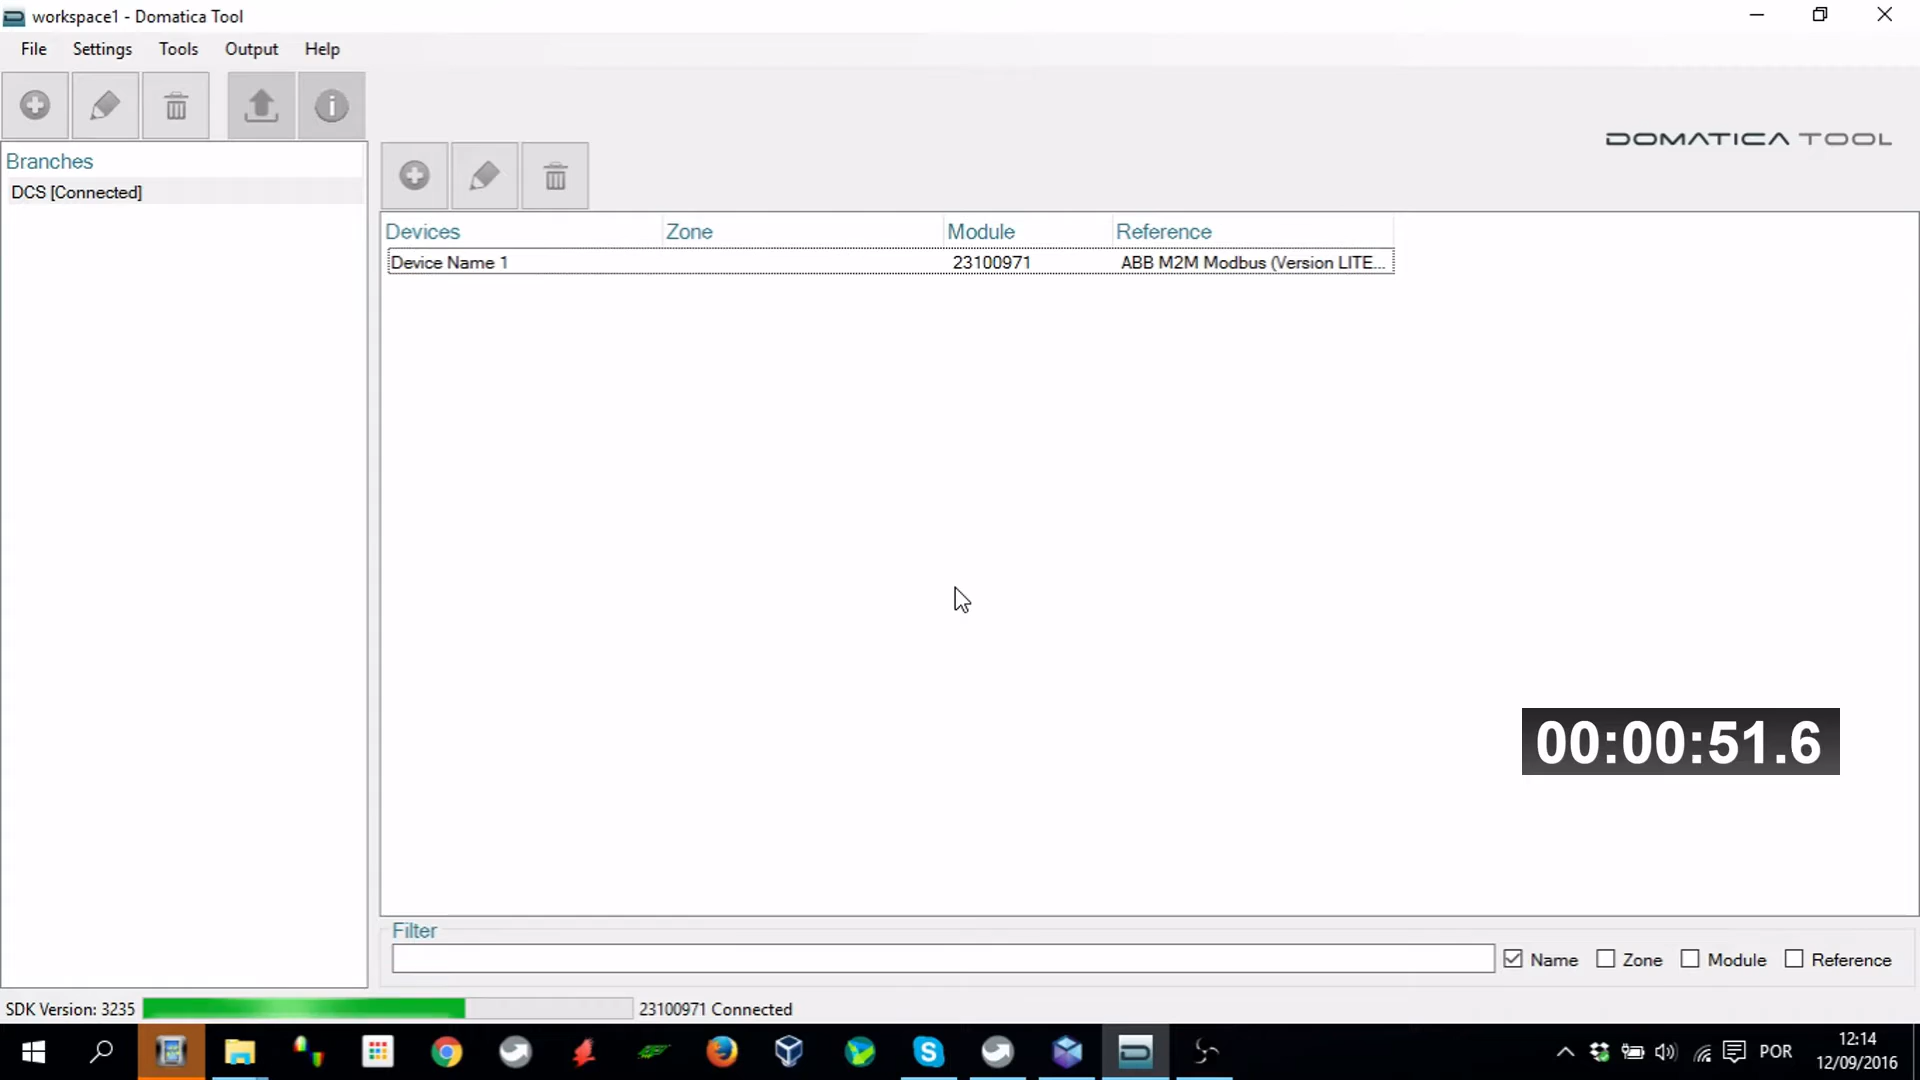 workspace1 - Domatica Tool
File Settings Tools Output Help
DOMATICA TOOL
Branches
DCS [Connected]
Devices Zone Module Reference
Device Name 1 23100971 ABB M2M Modbus (Version LITE...
00:00:51.6
Filter
Name Zone Module Reference
SDK Version: 3235 23100971 Connected
POR
12:14
12/09/2016